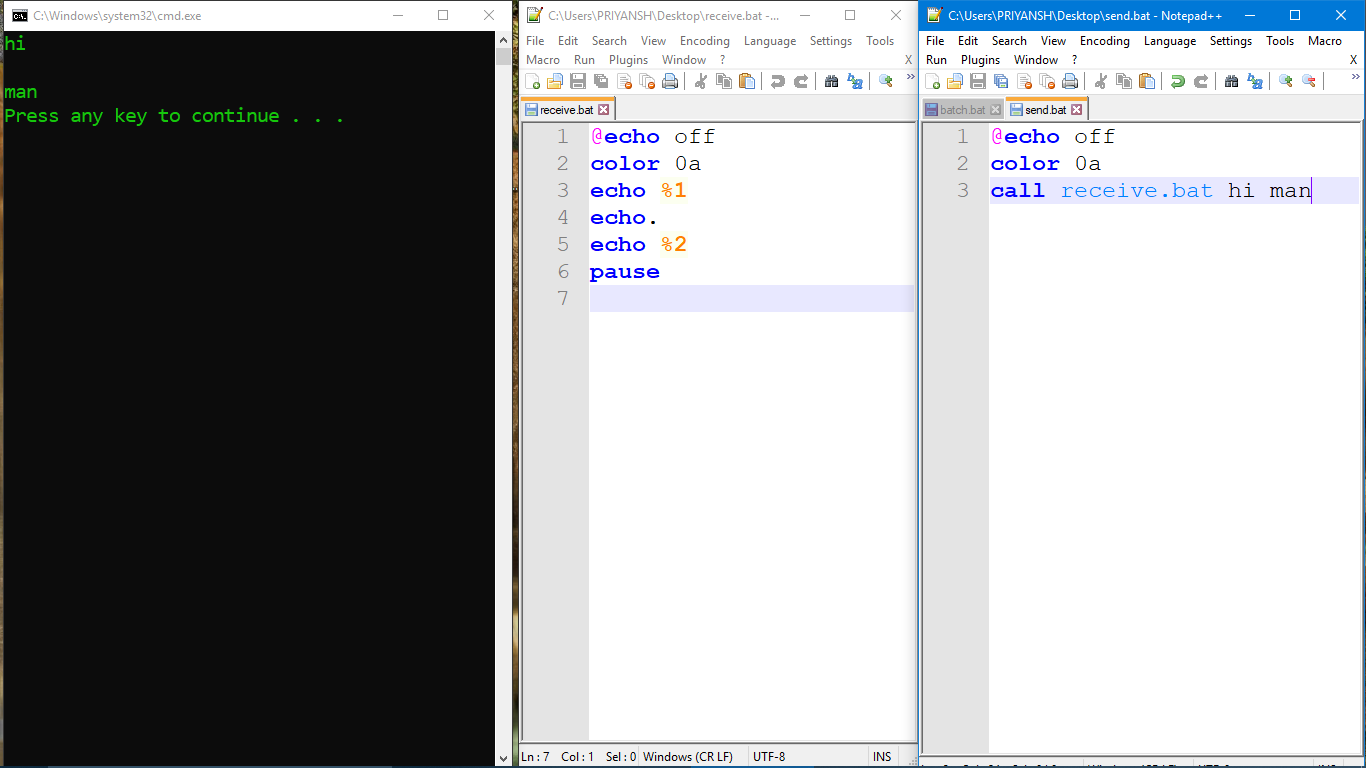 C:\Windows\system32\cmd.exe
hi
man
Press any key to continue . . .
C:\Users\PRIYANSH\Desktop\receive.bat -...
File Edit Search View Encoding Language Settings Tools
Macro Run Plugins Window ? X
receive.bat
1 @echo off
2 color 0a
3 echo %1
4 echo.
5 echo %2
6 pause
7
Ln : 7 Col : 1 Sel : 0 Windows (CR LF) UTF-8 INS
C:\Users\PRIYANSH\Desktop\send.bat - Notepad++
File Edit Search View Encoding Language Settings Tools Macro
Run Plugins Window ? X
batch.bat send.bat
1 @echo off
2 color 0a
3 call receive.bat hi man